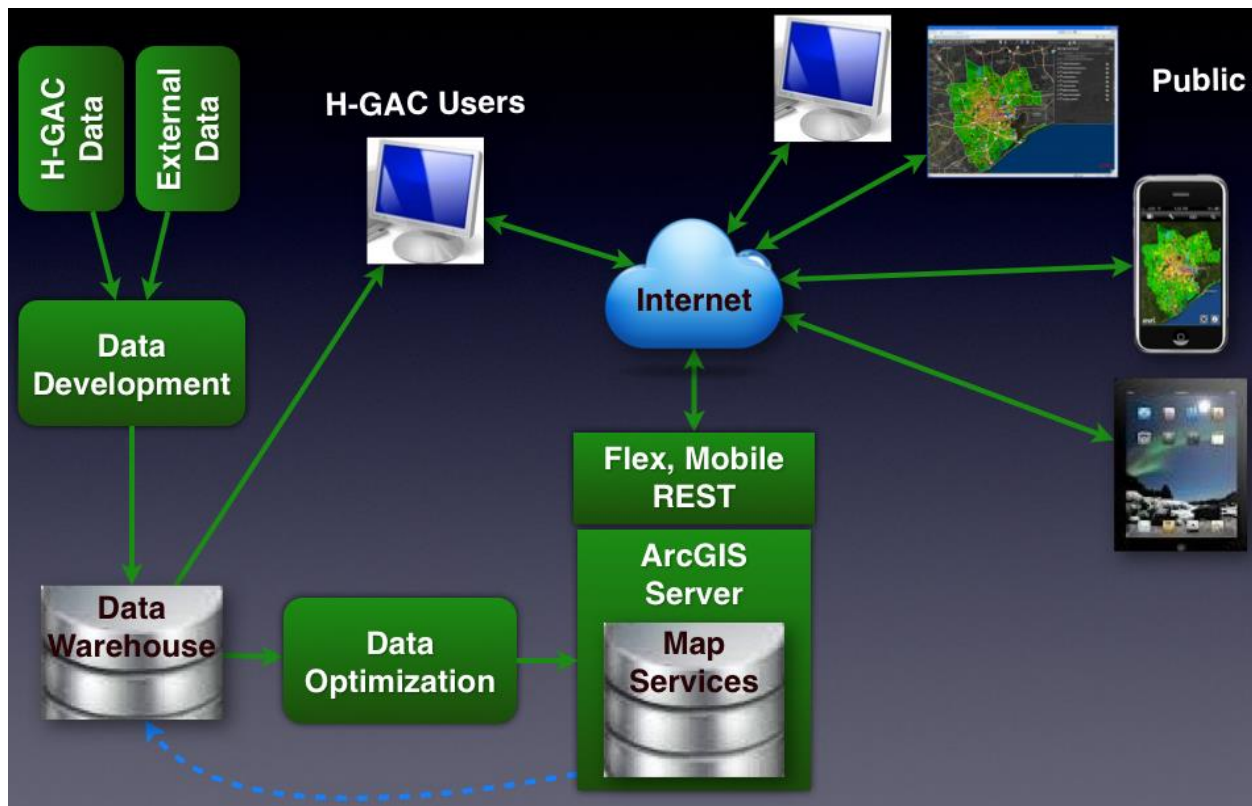 H-GAC
Data
External
Data
H-GAC Users
Public
Internet
Data
Development
Flex, Mobile
REST
ArcGIS
Server
Data
Warehouse
Data
Optimization
Map
Services